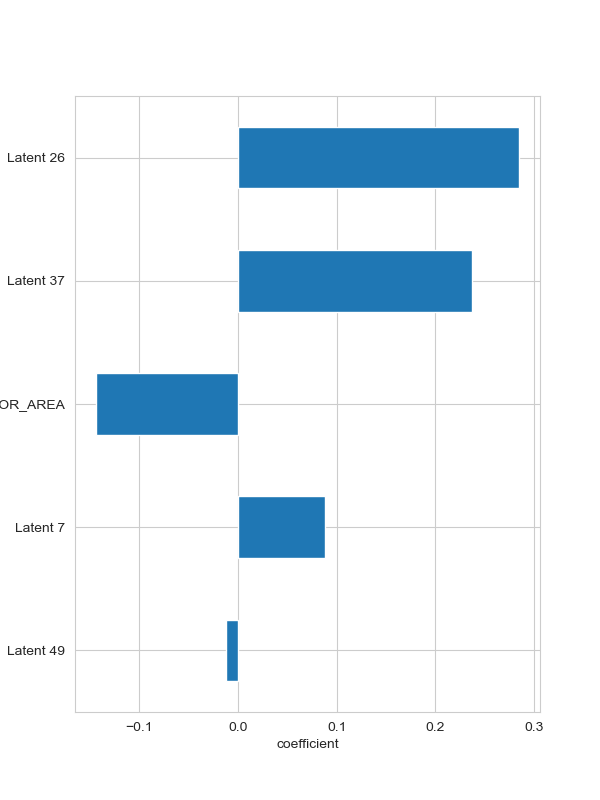 Latent 26
Latent 37
OR_AREA
Latent 7
Latent 49
−0.1
0.0
0.1
0.2
0.3
coefficient